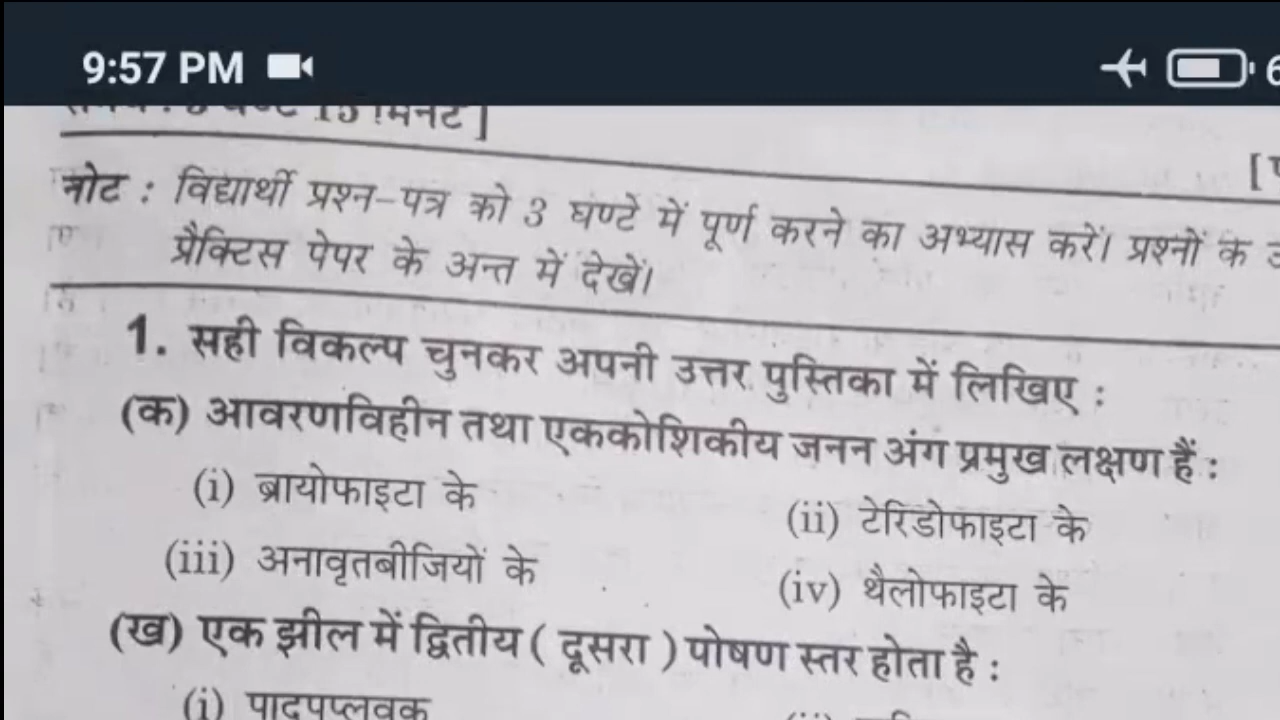 9:57 PM
15 मिनट ]
नोट : विद्यार्थी प्रश्न-पत्र को 3 घण्टे में पूर्ण करने का अभ्यास करें। प्रश्नों के
प्रैक्टिस पेपर के अन्त में देखें।
1. सही विकल्प चुनकर अपनी उत्तर पुस्तिका में लिखिए :
(क) आवरणविहीन तथा एककोशिकीय जनन अंग प्रमुख लक्षण हैं :
(i) ब्रायोफाइटा के
(ii) टेरिडोफाइटा के
(iii) अनावृतबीजियों के
(iv) थैलोफाइटा के
(ख) एक झील में द्वितीय ( दूसरा ) पोषण स्तर होता है :
(i) पादपप्लवक